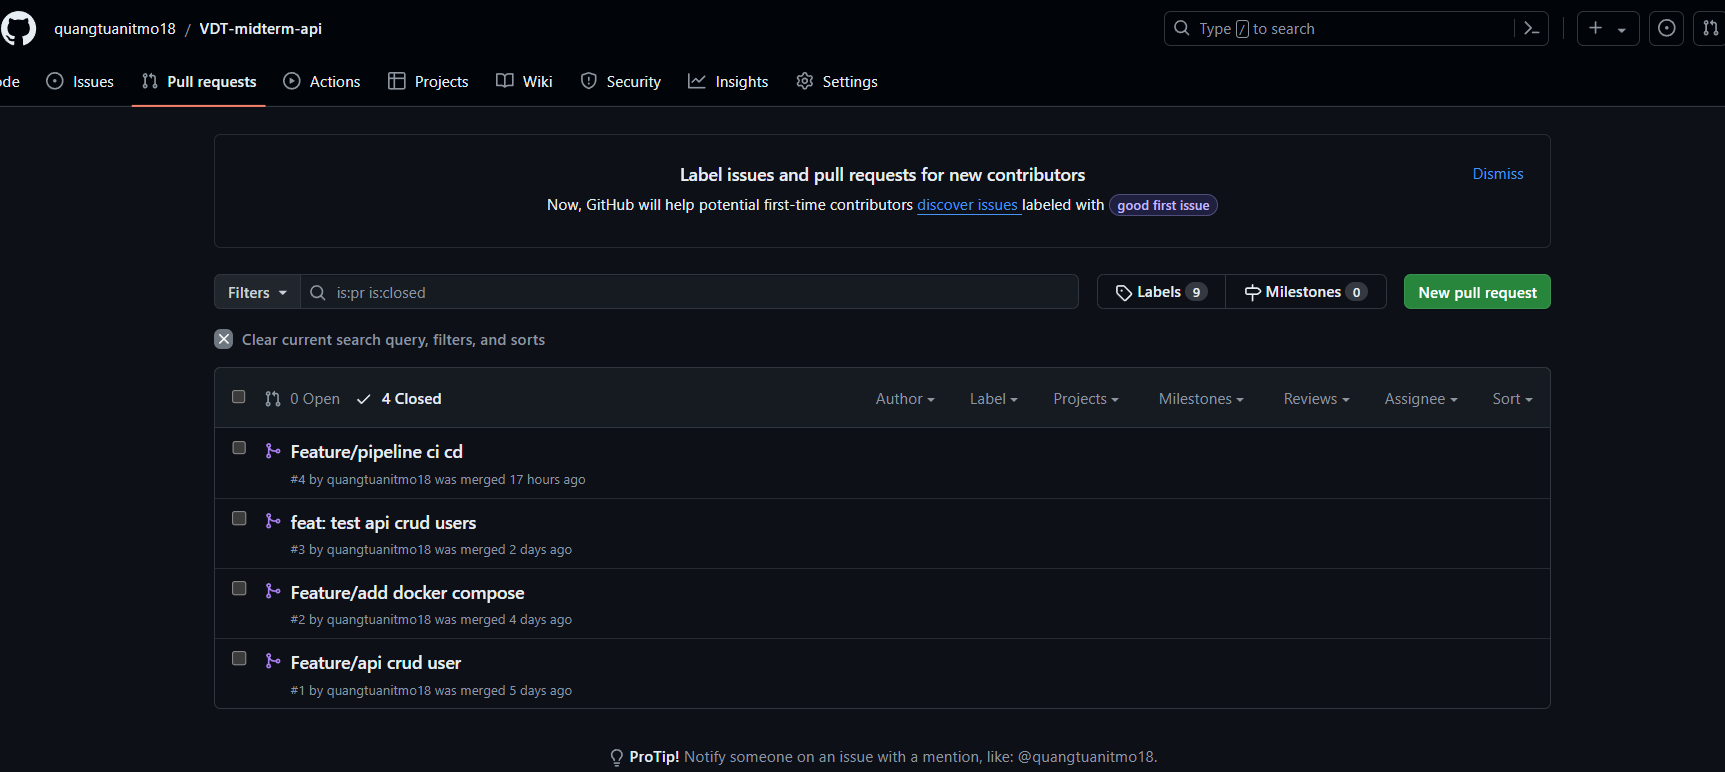 quangtuanitmo18 / VDT-midterm-api
Type / to search
ode Issues Pull requests Actions Projects Wiki Security Insights Settings
Label issues and pull requests for new contributors
Dismiss
Now, GitHub will help potential first-time contributors discover issues labeled with good first issue
Filters is:pr is:closed Labels 9 Milestones 0 New pull request
Clear current search query, filters, and sorts
0 Open 4 Closed Author Label Projects Milestones Reviews Assignee Sort
Feature/pipeline ci cd
#4 by quangtuanitmo18 was merged 17 hours ago
feat: test api crud users
#3 by quangtuanitmo18 was merged 2 days ago
Feature/add docker compose
#2 by quangtuanitmo18 was merged 4 days ago
Feature/api crud user
#1 by quangtuanitmo18 was merged 5 days ago
ProTip! Notify someone on an issue with a mention, like: @quangtuanitmo18.